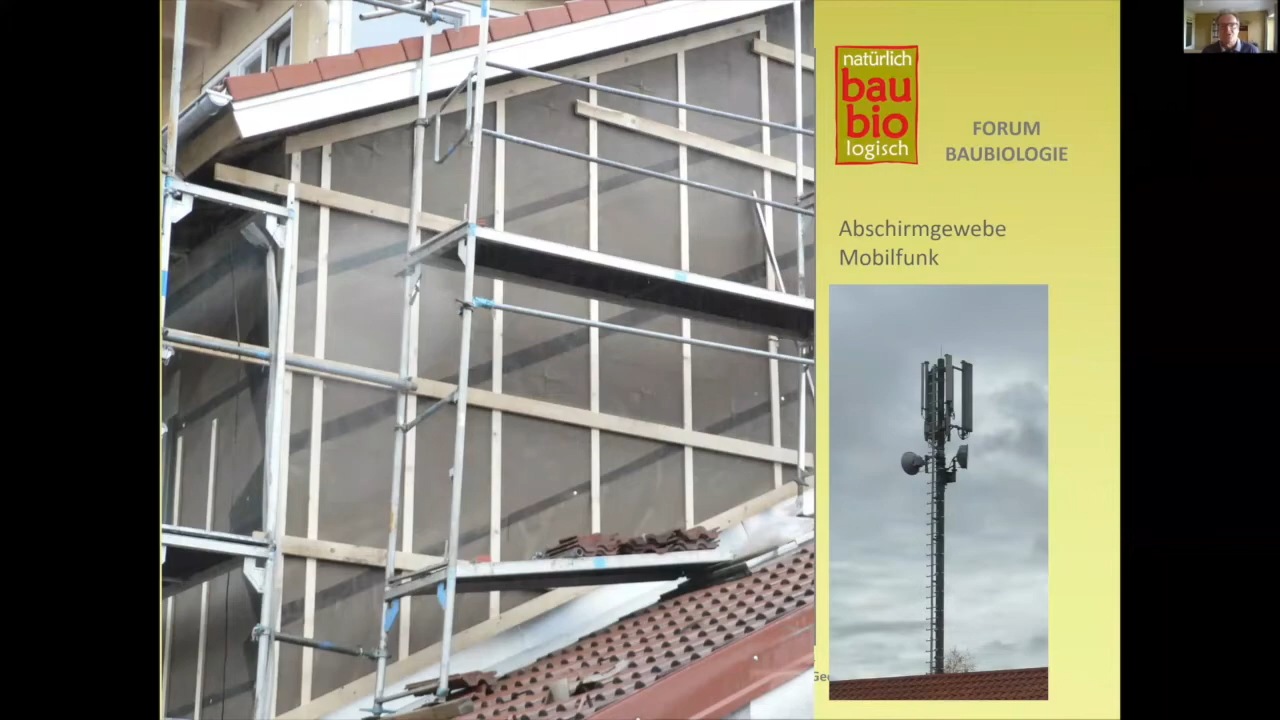 natürlich
bau
bio
logisch
FORUM
BAUBIOLOGIE
Abschirmgewebe
Mobilfunk